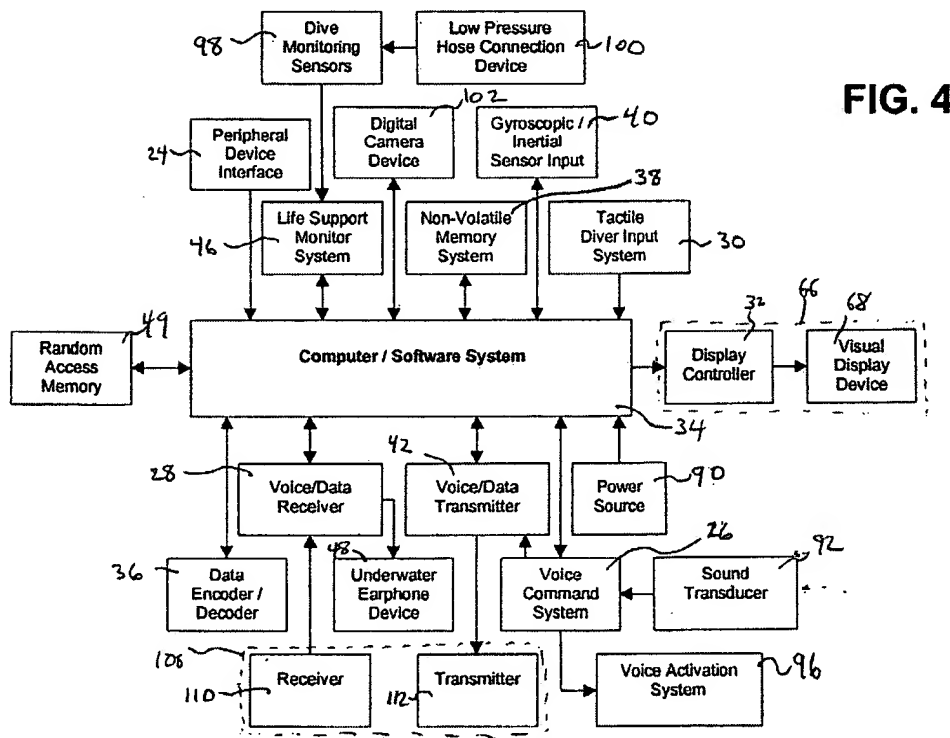 98
Dive
Monitoring
Sensors
Low Pressure
Hose Connection
Device
100
FIG. 4
24
Peripheral
Device
Interface
102
Digital
Camera
Device
Gyroscopic /
Inertial
Sensor Input
40
46
Life Support
Monitor
System
Non-Volatile
Memory
System
38
Tactile
Diver Input
System
30
49
Random
Access
Memory
Computer / Software System
34
32
66
68
Display
Controller
Visual
Display
Device
28
Voice/Data
Receiver
42
Voice/Data
Transmitter
Power
Source
90
36
Data
Encoder /
Decoder
48
Underwater
Earphone
Device
Voice
Command
System
26
Sound
Transducer
92
108
110
Receiver
112
Transmitter
Voice Activation
System
96